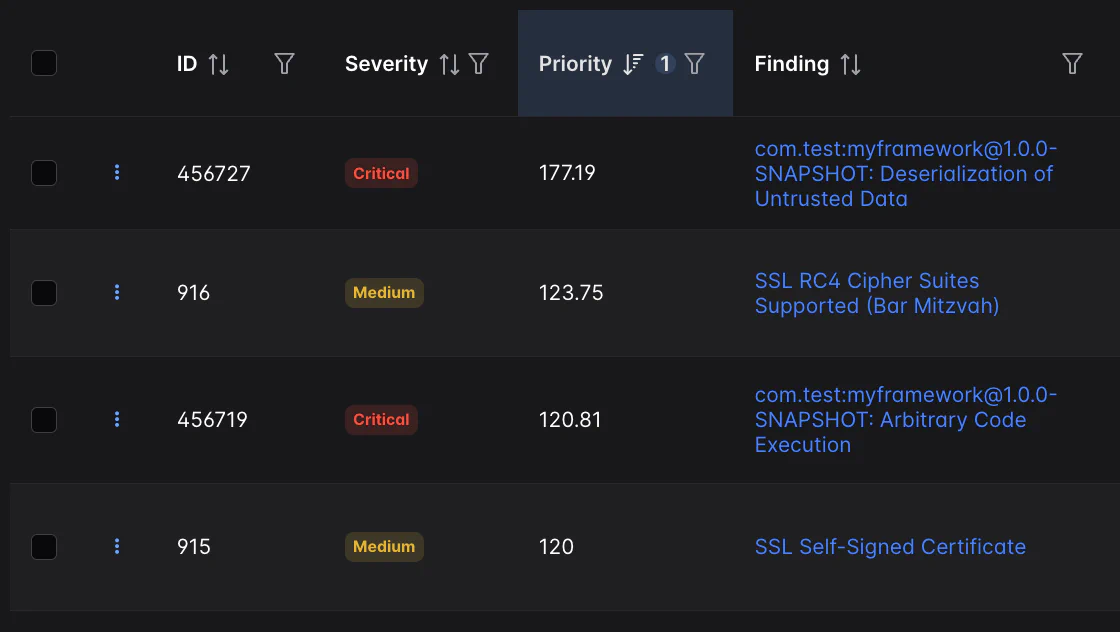 ID Severity Priority 1 Finding
456727 Critical 177.19 com.test:myframework@1.0.0-
SNAPSHOT: Deserialization of
Untrusted Data
916 Medium 123.75 SSL RC4 Cipher Suites
Supported (Bar Mitzvah)
456719 Critical 120.81 com.test:myframework@1.0.0-
SNAPSHOT: Arbitrary Code
Execution
915 Medium 120 SSL Self-Signed Certificate